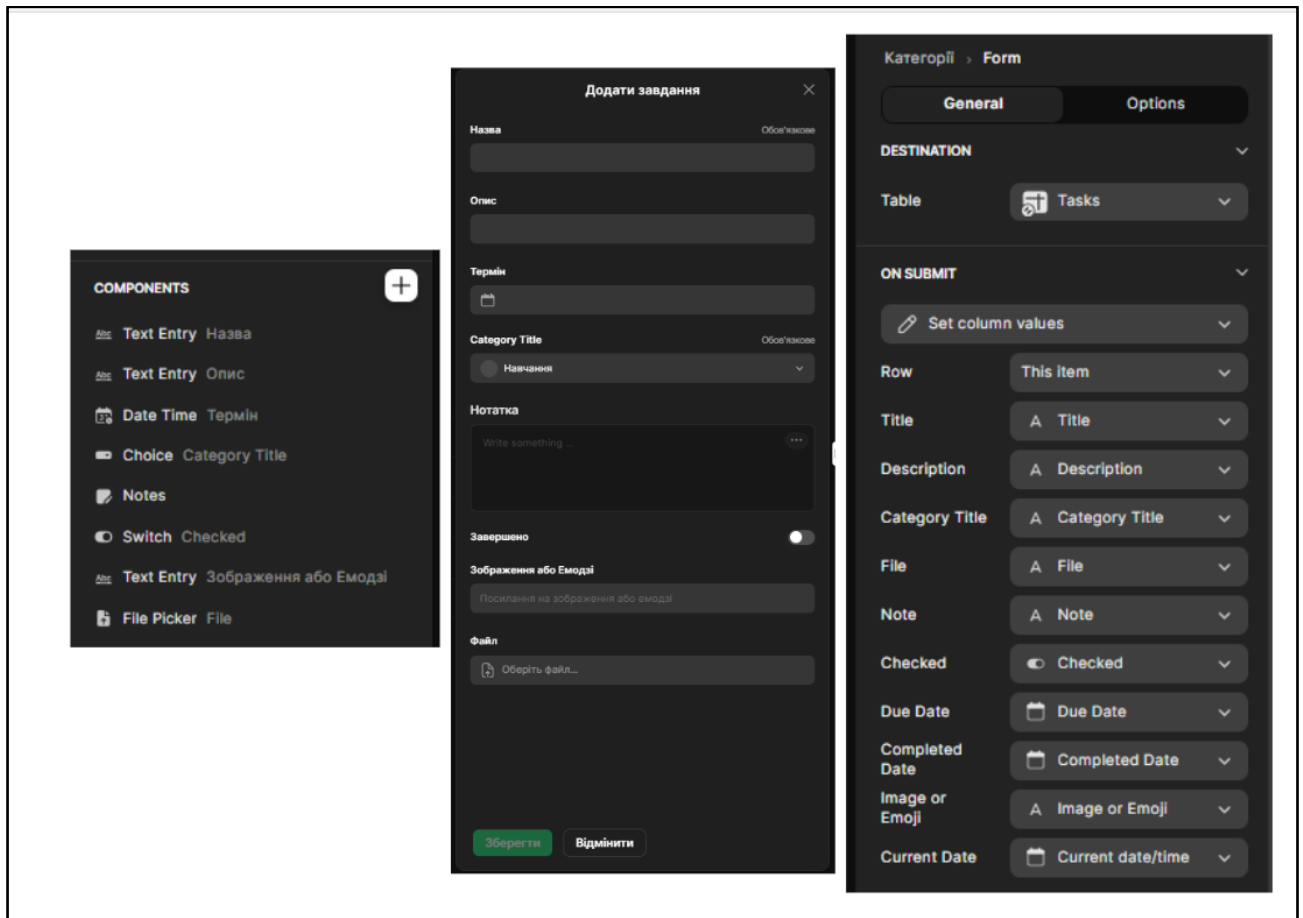 COMPONENTS
Abc Text Entry Назва
Abc Text Entry Опис
Date Time Термін
Choice Category Title
Notes
Switch Checked
Abc Text Entry Зображення або Емодзі
File Picker File
Додати завдання
Назва Обов'язкове
Опис
Термін
Category Title Обов'язкове
Навчання
Нотатка
Write something ...
Завершено
Зображення або Емодзі
Посилання на зображення або емодзі
Файл
Оберіть файл...
Зберегти Відмінити
Категорії › Form
General Options
DESTINATION
Table Tasks
ON SUBMIT
Set column values
Row This item
Title A Title
Description A Description
Category Title A Category Title
File A File
Note A Note
Checked Checked
Due Date Due Date
Completed
Date Completed Date
Image or
Emoji A Image or Emoji
Current Date Current date/time